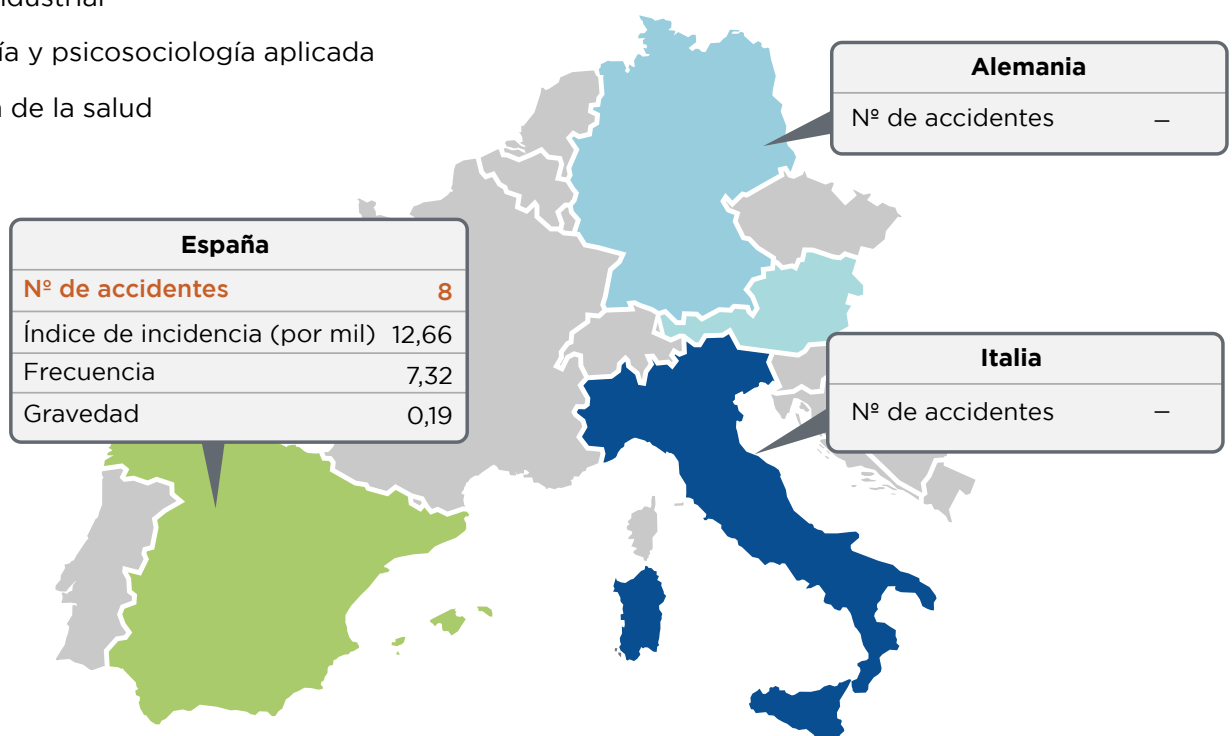 y psicosociología aplicada
de la salud
España
Nº de accidentes 8
Índice de incidencia (por mil) 12,66
Frecuencia 7,32
Gravedad 0,19
Alemania
Nº de accidentes –
Italia
Nº de accidentes –